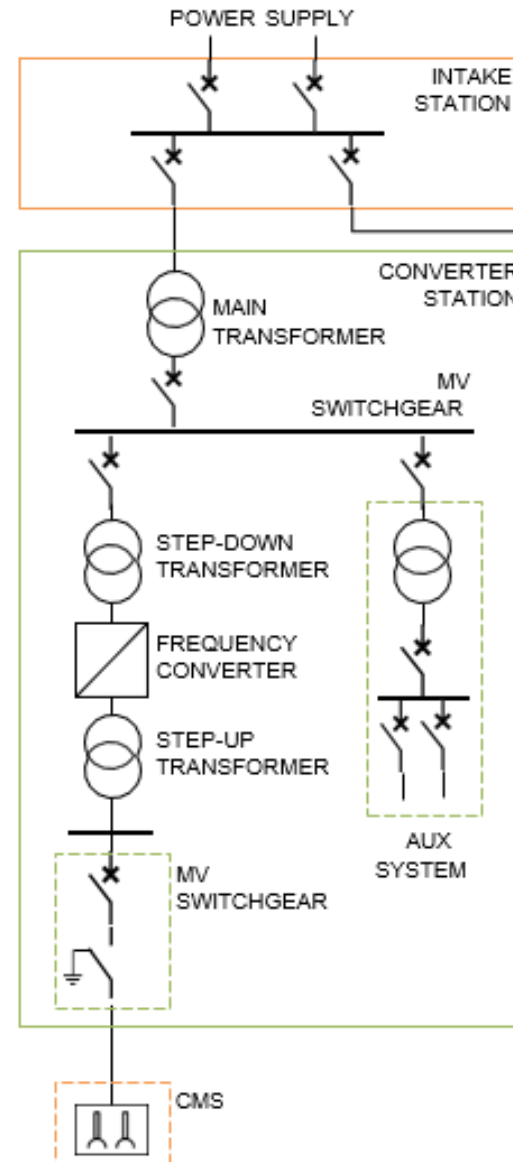 POWER SUPPLY
INTAKE
STATION
CONVERTER
STATION
MAIN
TRANSFORMER
MV
SWITCHGEAR
STEP-DOWN
TRANSFORMER
FREQUENCY
CONVERTER
STEP-UP
TRANSFORMER
AUX
SYSTEM
MV
SWITCHGEAR
CMS